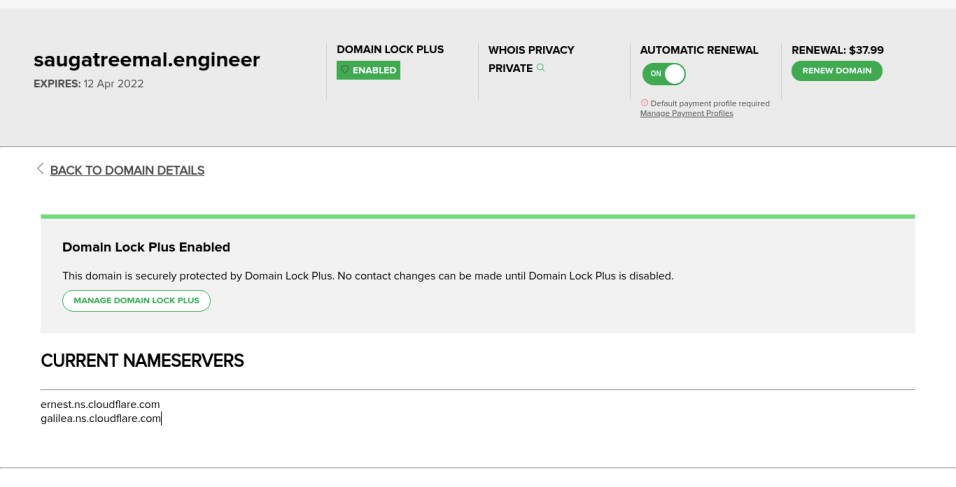 saugatreemal.engineer
EXPIRES: 12 Apr 2022
DOMAIN LOCK PLUS
ENABLED
WHOIS PRIVACY
PRIVATE
AUTOMATIC RENEWAL
ON
Default payment profile required
Manage Payment Profiles
RENEWAL: $37.99
RENEW DOMAIN
BACK TO DOMAIN DETAILS
Domain Lock Plus Enabled
This domain is securely protected by Domain Lock Plus. No contact changes can be made until Domain Lock Plus is disabled.
MANAGE DOMAIN LOCK PLUS
CURRENT NAMESERVERS
ernest.ns.cloudflare.com
galilea.ns.cloudflare.com